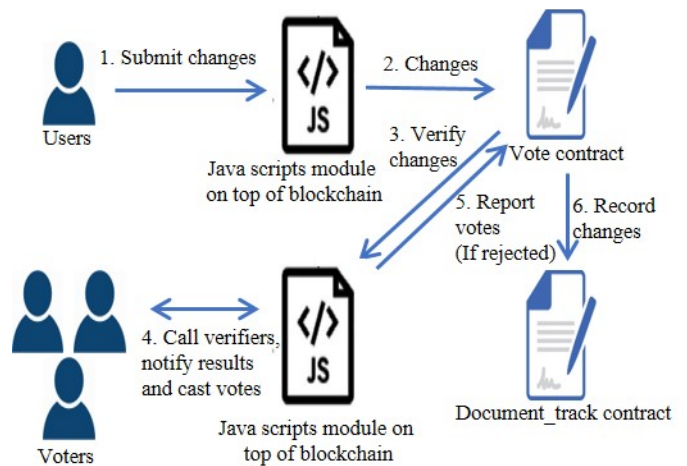 1. Submit changes
</>
JS
2. Changes
Users
Java scripts module
on top of blockchain
3. Verify
changes
Vote contract
5. Report
votes
(If rejected)
6. Record
changes
4. Call verifiers,
notify results
and cast votes
</>
JS
Voters
Java scripts module on
top of blockchain
Document_track contract